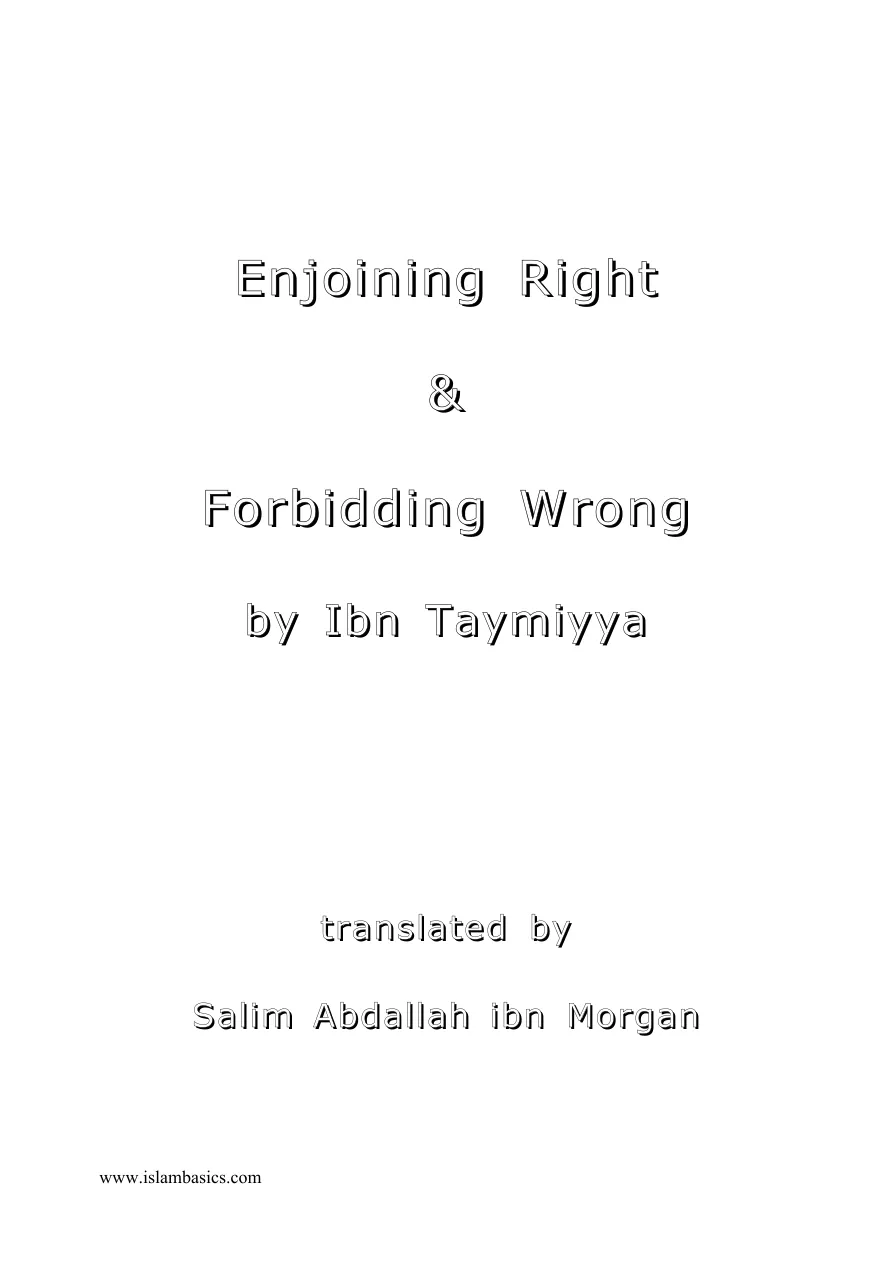 Enjoining Right
&
Forbidding Wrong
by Ibn Taymiyya
translated by
Salim Abdallah ibn Morgan
www.islambasics.com